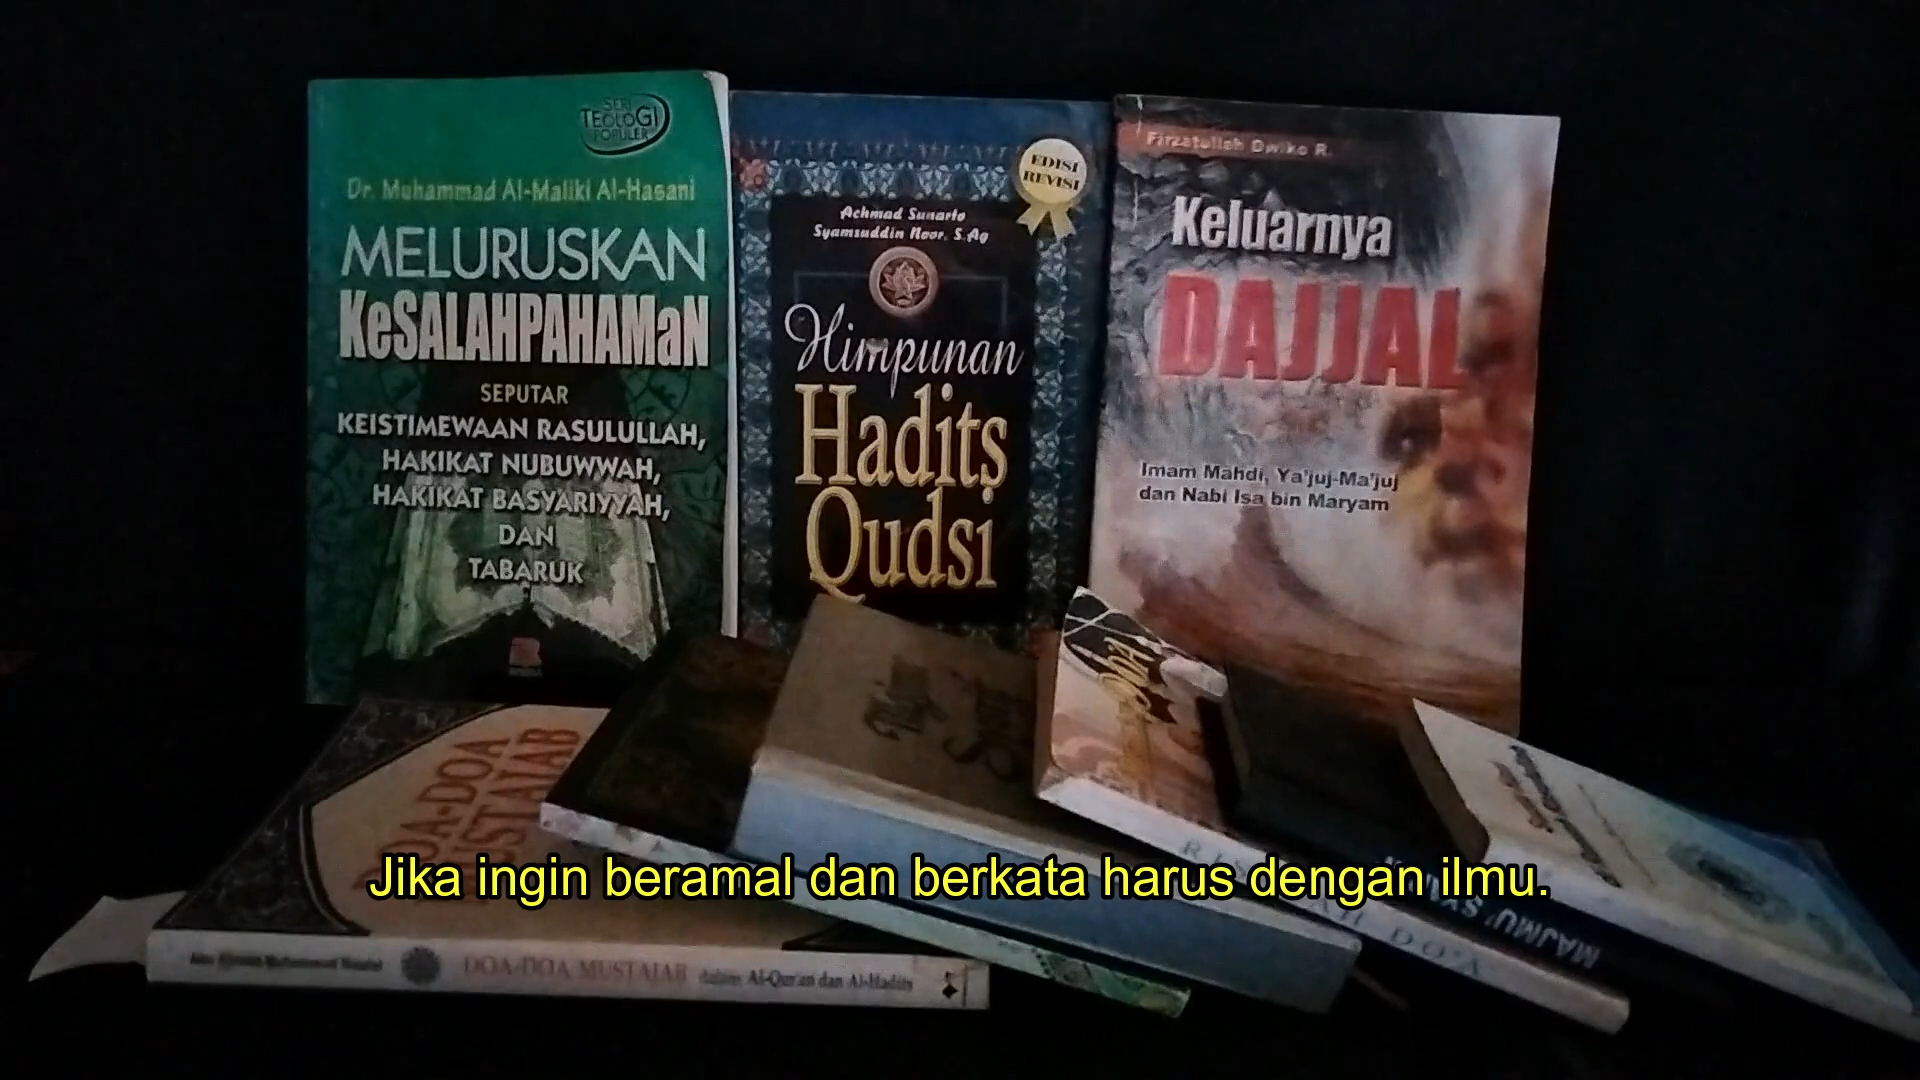 SERI
TEOLOGI
POPULER
Dr. Muhammad Al-Maliki Al-Hasani
MELURUSKAN
KeSALAHPAHAMaN
SEPUTAR
KEISTIMEWAAN RASULULLAH,
HAKIKAT NUBUWWAH,
HAKIKAT BASYARIYYAH,
DAN
TABARUK
EDISI
REVISI
Achmad Sunarto
Syamsuddin Noor, S.Ag
Himpunan
Hadits
Qudsi
Firzatullah Dwiko R.
Keluarnya
DAJJAL
Imam Mahdi, Ya'juj-Ma'juj
dan Nabi Isa bin Maryam
DOA-DOA
MUSTAJAB
Jika ingin beramal dan berkata harus dengan ilmu.
MAJMU'
DO'A
DOA-DOA MUSTAJAB dalam Al-Qur'an dan Al-Hadits